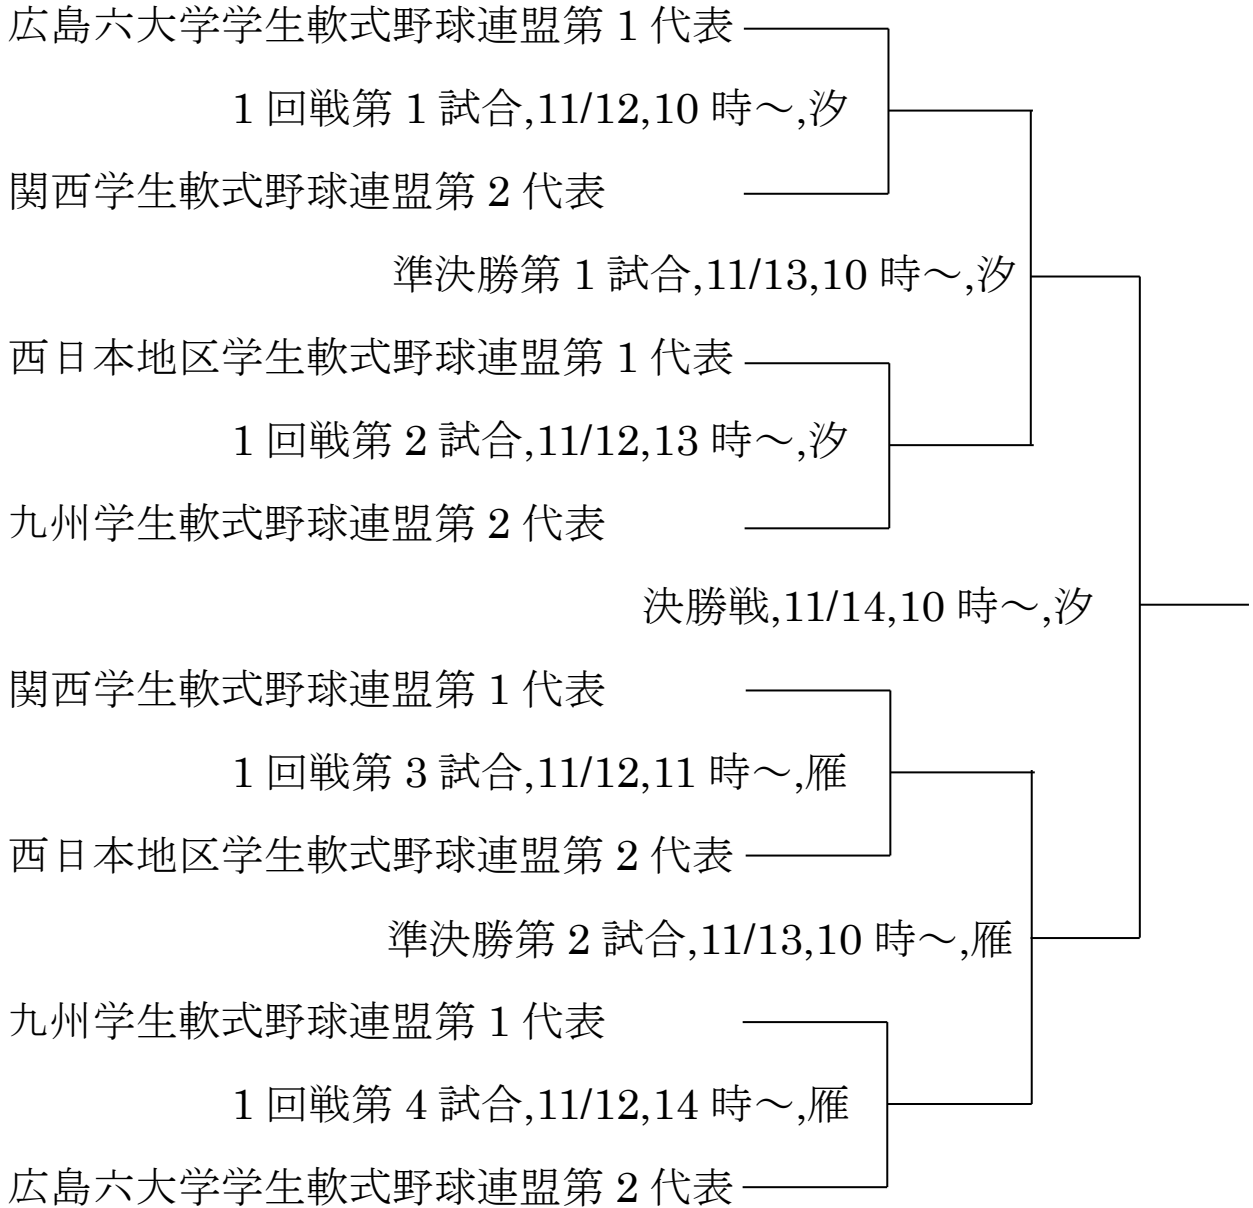 広島六大学学生軟式野球連盟第 1 代表
1 回戦第 1 試合,11/12,10 時～,汐
関西学生軟式野球連盟第 2 代表
準決勝第 1 試合,11/13,10 時～,汐
西日本地区学生軟式野球連盟第 1 代表
1 回戦第 2 試合,11/12,13 時～,汐
九州学生軟式野球連盟第 2 代表
決勝戦,11/14,10 時～,汐
関西学生軟式野球連盟第 1 代表
1 回戦第 3 試合,11/12,11 時～,雁
西日本地区学生軟式野球連盟第 2 代表
準決勝第 2 試合,11/13,10 時～,雁
九州学生軟式野球連盟第 1 代表
1 回戦第 4 試合,11/12,14 時～,雁
広島六大学学生軟式野球連盟第 2 代表